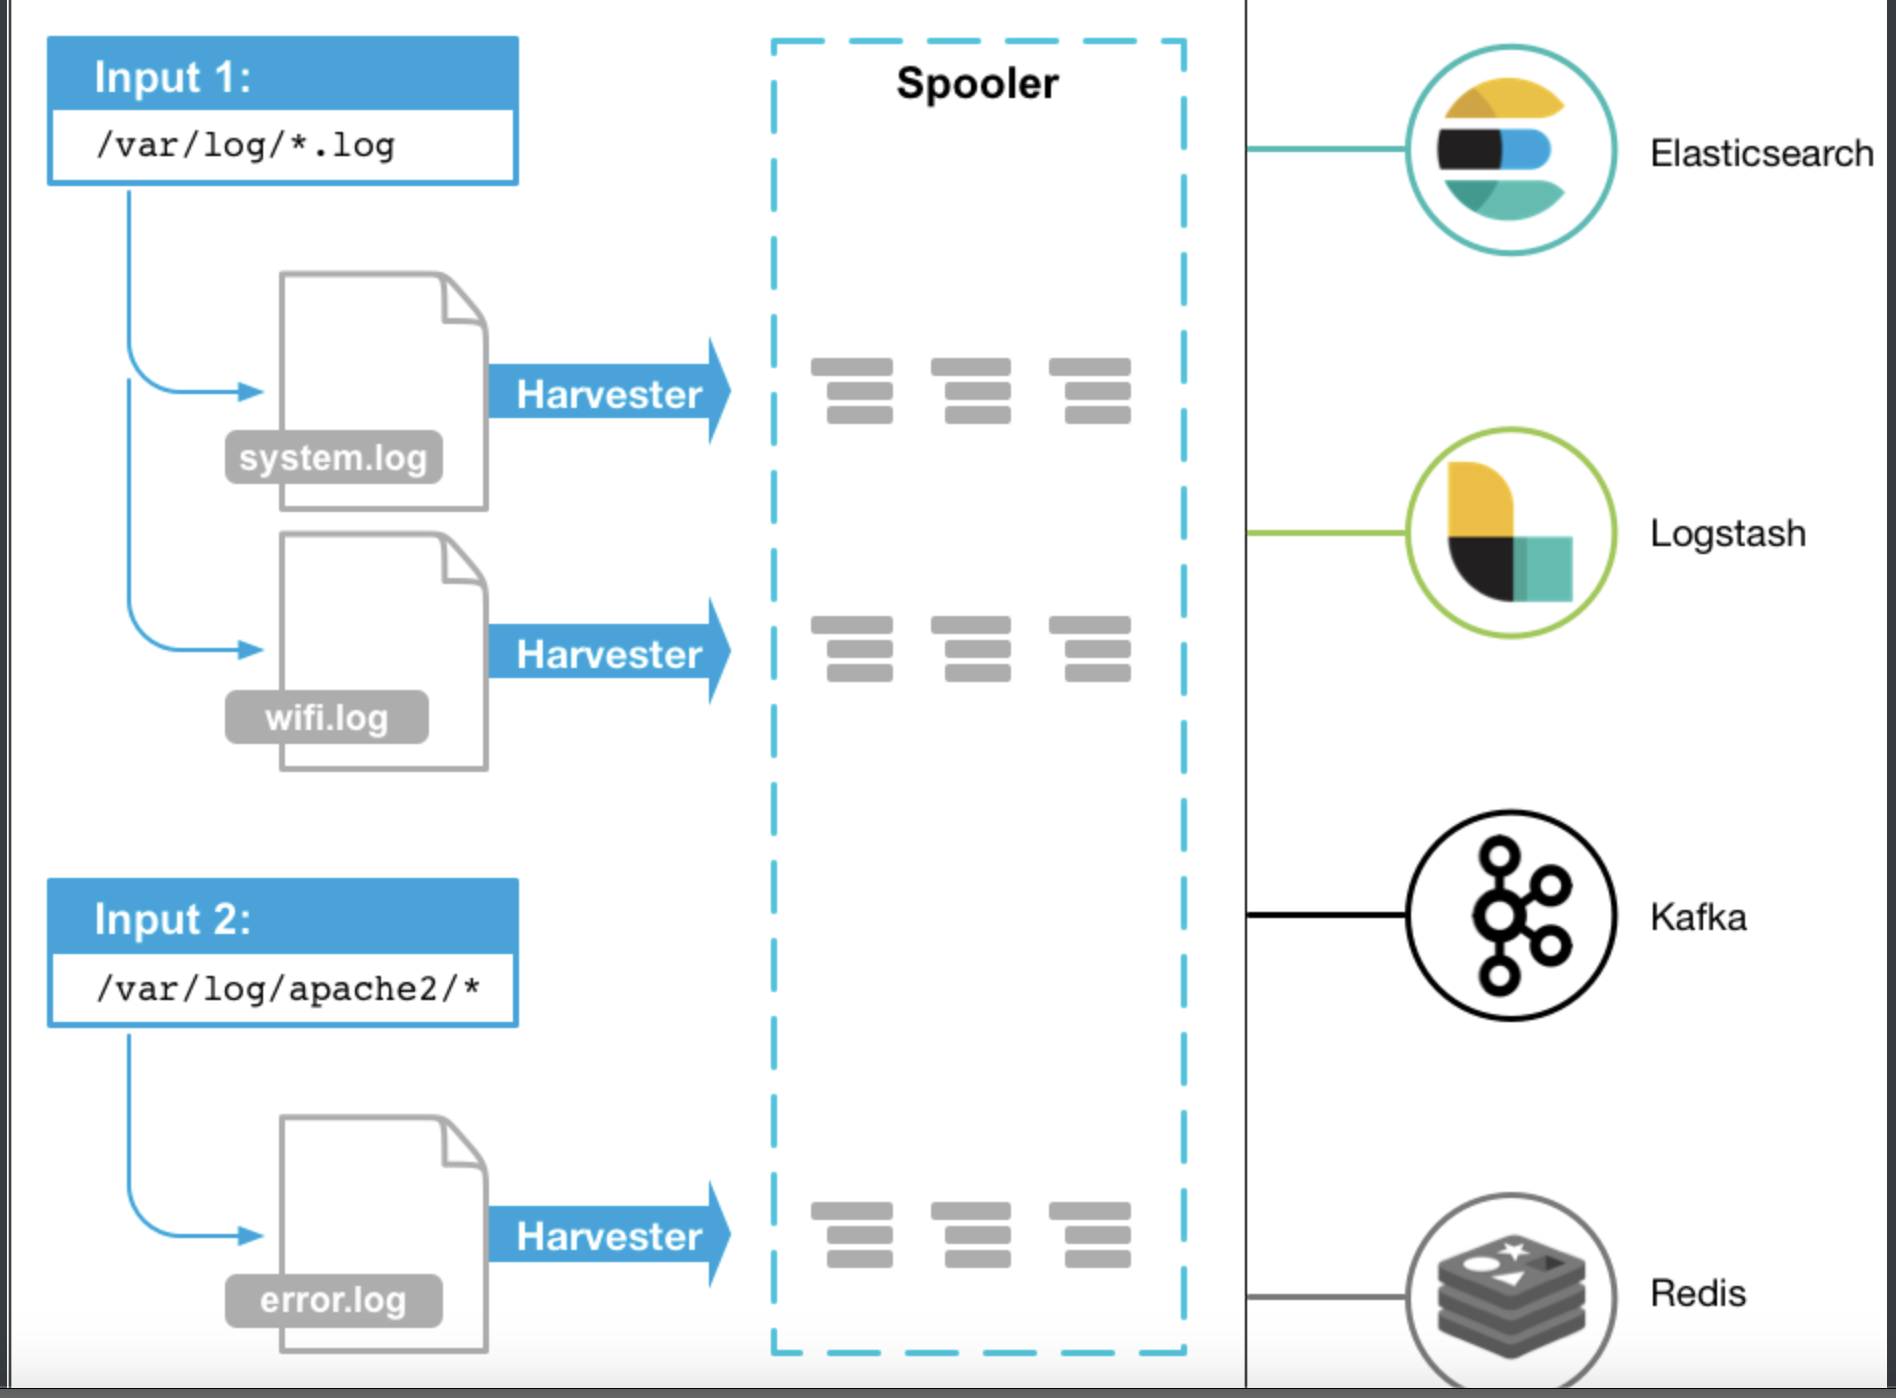 Input 1:
/var/log/*.log
system.log
Harvester
wifi.log
Harvester
Input 2:
/var/log/apache2/*
error.log
Harvester
Spooler
Elasticsearch
Logstash
Kafka
Redis